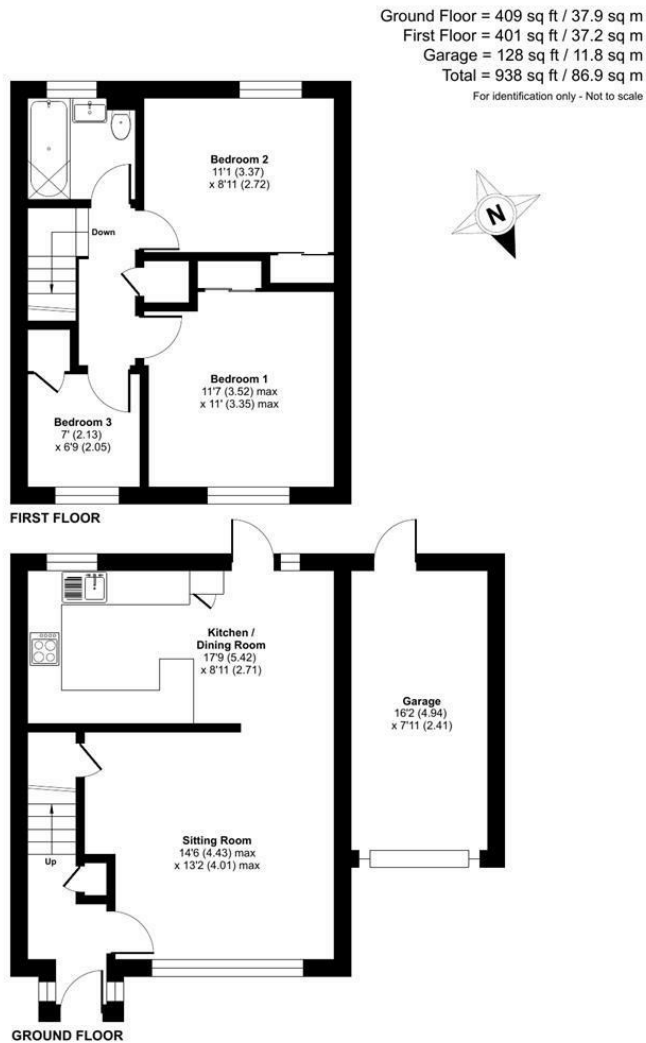 Ground Floor = 409 sq ft / 37.9 sq m
First Floor = 401 sq ft / 37.2 sq m
Garage = 128 sq ft / 11.8 sq m
Total = 938 sq ft / 86.9 sq m
For identification only - Not to scale
N
Bedroom 2
11'1 (3.37)
x 8'11 (2.72)
Down
Bedroom 1
11'7 (3.52) max
x 11' (3.35) max
Bedroom 3
7' (2.13)
x 6'9 (2.05)
FIRST FLOOR
Kitchen /
Dining Room
17'9 (5.42)
x 8'11 (2.71)
Garage
16'2 (4.94)
x 7'11 (2.41)
Sitting Room
14'6 (4.43) max
x 13'2 (4.01) max
Up
GROUND FLOOR